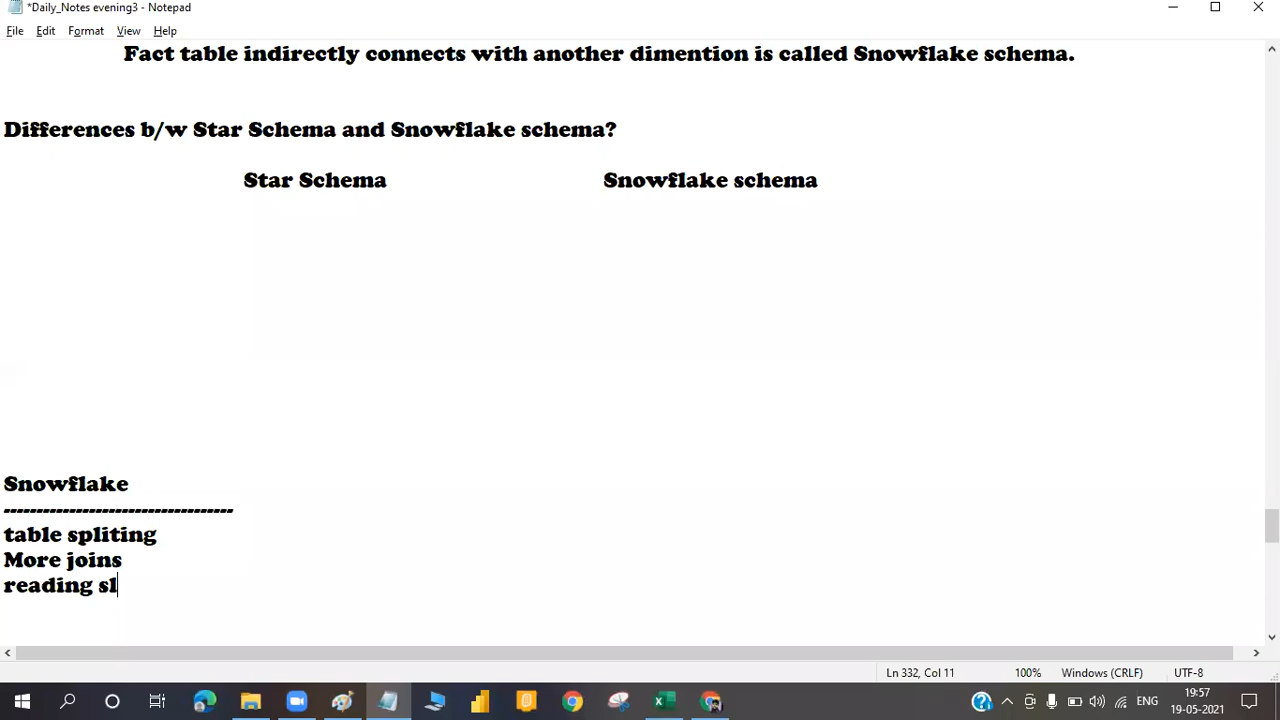 *Daily_Notes evening3 - Notepad
File Edit Format View Help
Fact table indirectly connects with another dimention is called Snowflake schema.
Differences b/w Star Schema and Snowflake schema?
Star Schema Snowflake schema
Snowflake
-----------------------------------
table spliting
More joins
reading sl
Ln 332, Col 11 100% Windows (CRLF) UTF-8
ENG 19:57
19-05-2021